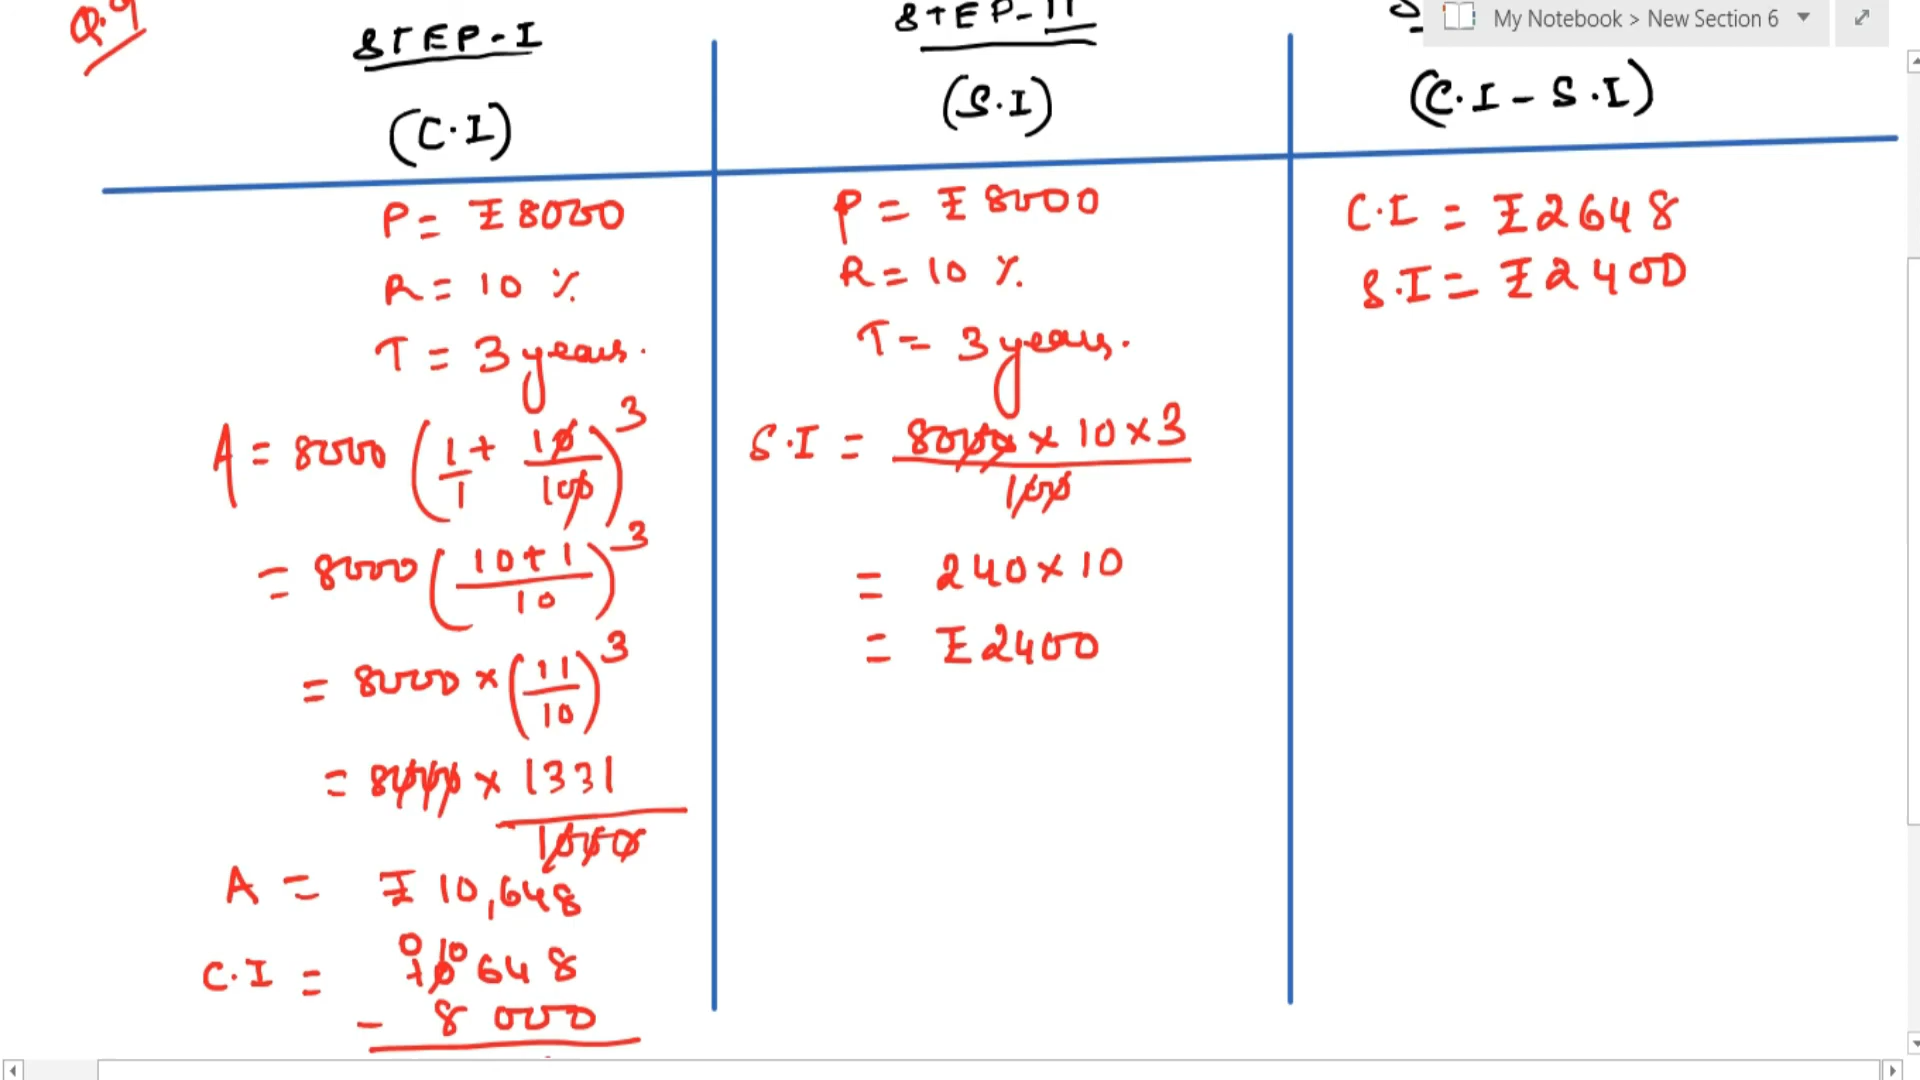 Q.9
STEP-I
(C.I)
P = ₹8000
R = 10 %
T = 3 years.
A = 8000 (1/1 + 10/100)^3
= 8000 (10+1/10)^3
= 8000 × (11/10)^3
= 8000 × 1331/1000
A = ₹10,648
0 10
C.I = 10648
- 8000
STEP-II
(S.I)
P = ₹8000
R = 10 %
T = 3 years.
S.I = 8000 × 10 × 3/100
= 240 × 10
= ₹2400
My Notebook > New Section 6
(C.I - S.I)
C.I = ₹2648
S.I = ₹2400